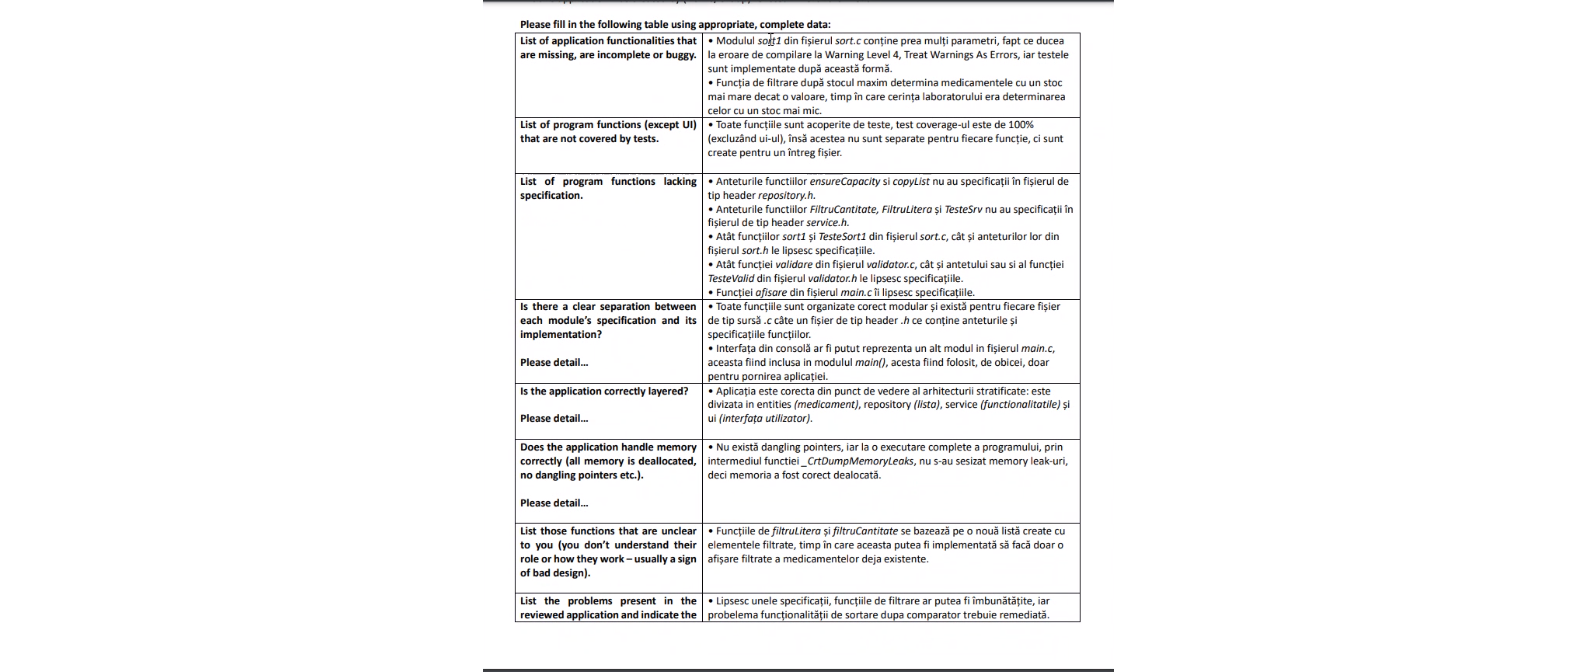 Please fill in the following table using appropriate, complete data:
List of application functionalities that
are missing, are incomplete or buggy.
• Modulul sort1 din fișierul sort.c conține prea mulți parametri, fapt ce ducea
la eroare de compilare la Warning Level 4, Treat Warnings As Errors, iar testele
sunt implementate după această formă.
• Funcția de filtrare după stocul maxim determina medicamentele cu un stoc
mai mare decat o valoare, timp în care cerința laboratorului era determinarea
celor cu un stoc mai mic.
List of program functions (except UI)
that are not covered by tests.
• Toate funcțiile sunt acoperite de teste, test coverage-ul este de 100%
(excluzând ui-ul), însă acestea nu sunt separate pentru fiecare funcție, ci sunt
create pentru un întreg fișier.
List of program functions lacking
specification.
• Anteturile functiilor ensureCapacity si copyList nu au specificații în fișierul de
tip header repository.h.
• Anteturile functiilor FiltruCantitate, FiltruLitera și TesteSrv nu au specificații în
fișierul de tip header service.h.
• Atât funcțiilor sort1 și TesteSort1 din fișierul sort.c, cât și anteturilor lor din
fișierul sort.h le lipsesc specificațiile.
• Atât funcției validare din fișierul validator.c, cât și antetului sau si al funcției
TesteValid din fișierul validator.h le lipsesc specificațiile.
• Funcției afisare din fișierul main.c îi lipsesc specificațiile.
Is there a clear separation between
each module's specification and its
implementation?
Please detail...
• Toate funcțiile sunt organizate corect modular și există pentru fiecare fișier
de tip sursă .c câte un fișier de tip header .h ce conține anteturile și
specificațiile funcțiilor.
• Interfața din consolă ar fi putut reprezenta un alt modul in fișierul main.c,
aceasta fiind inclusa in modulul main(), acesta fiind folosit, de obicei, doar
pentru pornirea aplicației.
Is the application correctly layered?
Please detail...
• Aplicația este corecta din punct de vedere al arhitecturii stratificate: este
divizata in entities (medicament), repository (lista), service (functionalitatile) și
ui (interfața utilizator).
Does the application handle memory
correctly (all memory is deallocated,
no dangling pointers etc.).
Please detail...
• Nu există dangling pointers, iar la o executare complete a programului, prin
intermediul functiei _CrtDumpMemoryLeaks, nu s-au sesizat memory leak-uri,
deci memoria a fost corect dealocată.
List those functions that are unclear
to you (you don't understand their
role or how they work – usually a sign
of bad design).
• Funcțiile de filtruLitera și filtruCantitate se bazează pe o nouă listă create cu
elementele filtrate, timp în care aceasta putea fi implementată să facă doar o
afișare filtrate a medicamentelor deja existente.
List the problems present in the
reviewed application and indicate the
• Lipsesc unele specificații, funcțiile de filtrare ar putea fi îmbunătățite, iar
probelema funcționalității de sortare dupa comparator trebuie remediată.